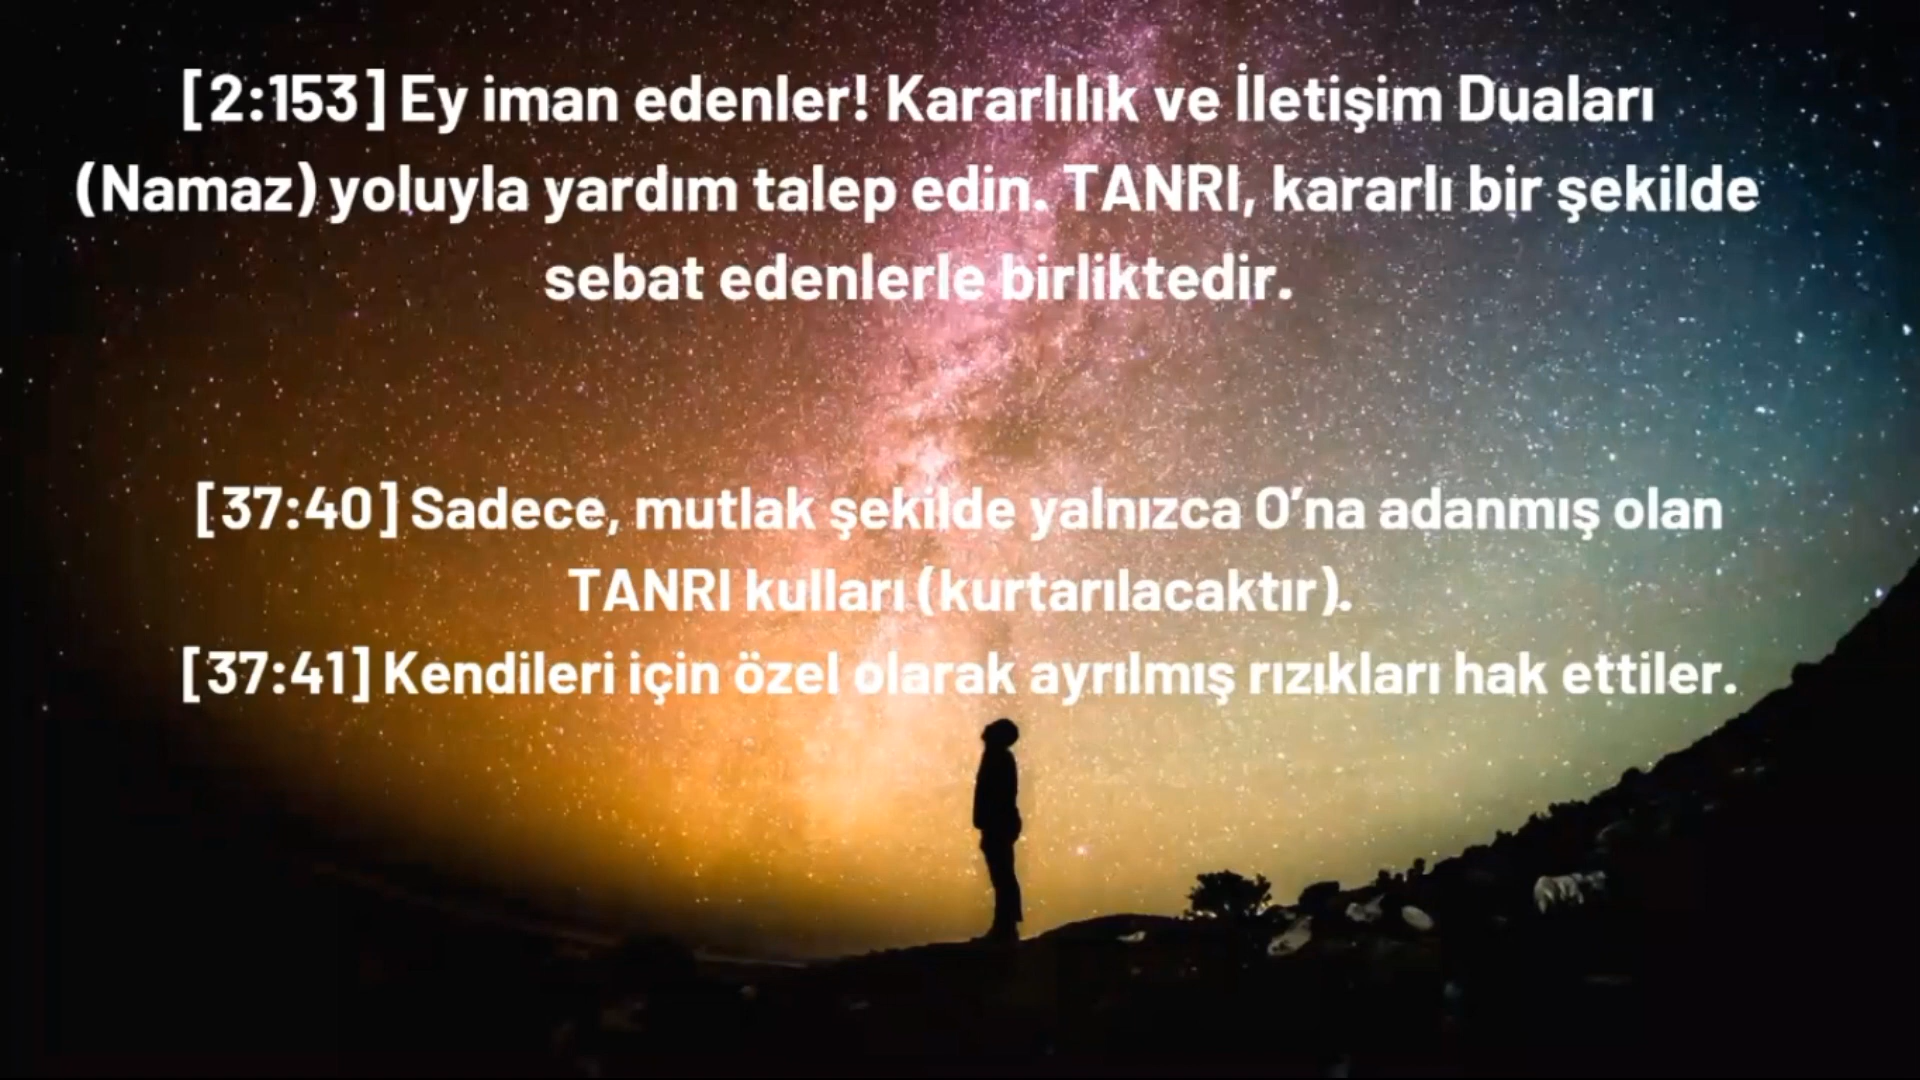 [2:153] Ey iman edenler! Kararlılık ve İletişim Duaları
(Namaz) yoluyla yardım talep edin. TANRI, kararlı bir şekilde
sebat edenlerle birliktedir.
[37:40] Sadece, mutlak şekilde yalnızca O'na adanmış olan
TANRI kulları (kurtarılacaktır).
[37:41] Kendileri için özel olarak ayrılmış rızıkları hak ettiler.